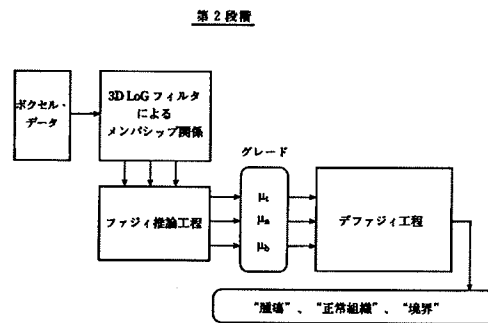 第2段階
ボクセル・
データ
3D LoG フィルタ
による
メンバシップ関係
グレード
ファジィ推論工程
μt
μa
μb
デファジィ工程
“腫瘍”、“正常組織”、“境界”